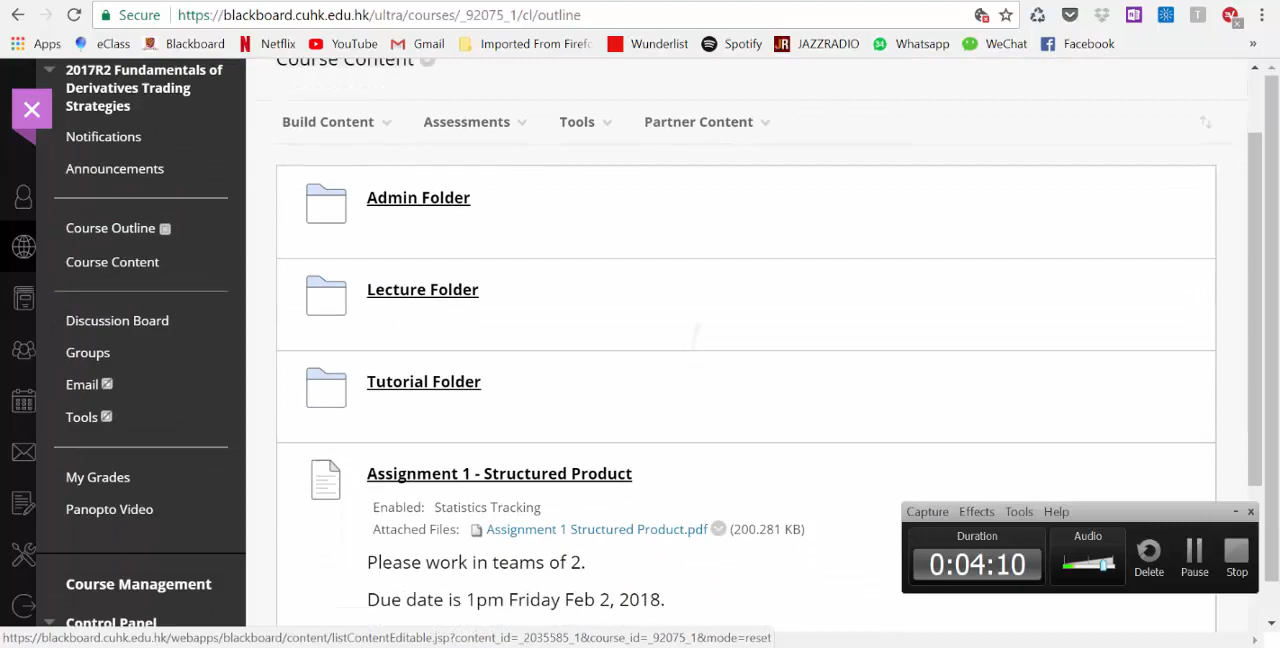 Secure https://blackboard.cuhk.edu.hk/ultra/courses/_92075_1/cl/outline
Apps eClass Blackboard Netflix YouTube Gmail Imported From Firefo Wunderlist Spotify JAZZRADIO Whatsapp WeChat Facebook »
2017R2 Fundamentals of
Derivatives Trading
Strategies
Notifications
Announcements
Course Outline
Course Content
Discussion Board
Groups
Email
Tools
My Grades
Panopto Video
Course Management
Control Panel
Course Content
Build Content Assessments Tools Partner Content
Admin Folder
Lecture Folder
Tutorial Folder
Assignment 1 - Structured Product
Enabled: Statistics Tracking
Attached Files: Assignment 1 Structured Product.pdf (200.281 KB)
Please work in teams of 2.
Due date is 1pm Friday Feb 2, 2018.
Capture Effects Tools Help
Duration Audio
0:04:10
Delete Pause Stop
https://blackboard.cuhk.edu.hk/webapps/blackboard/content/listContentEditable.jsp?content_id=_2035585_1&course_id=_92075_1&mode=reset